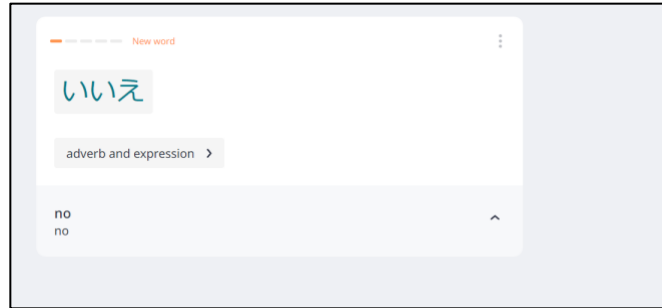 New word
いいえ
adverb and expression
no
no